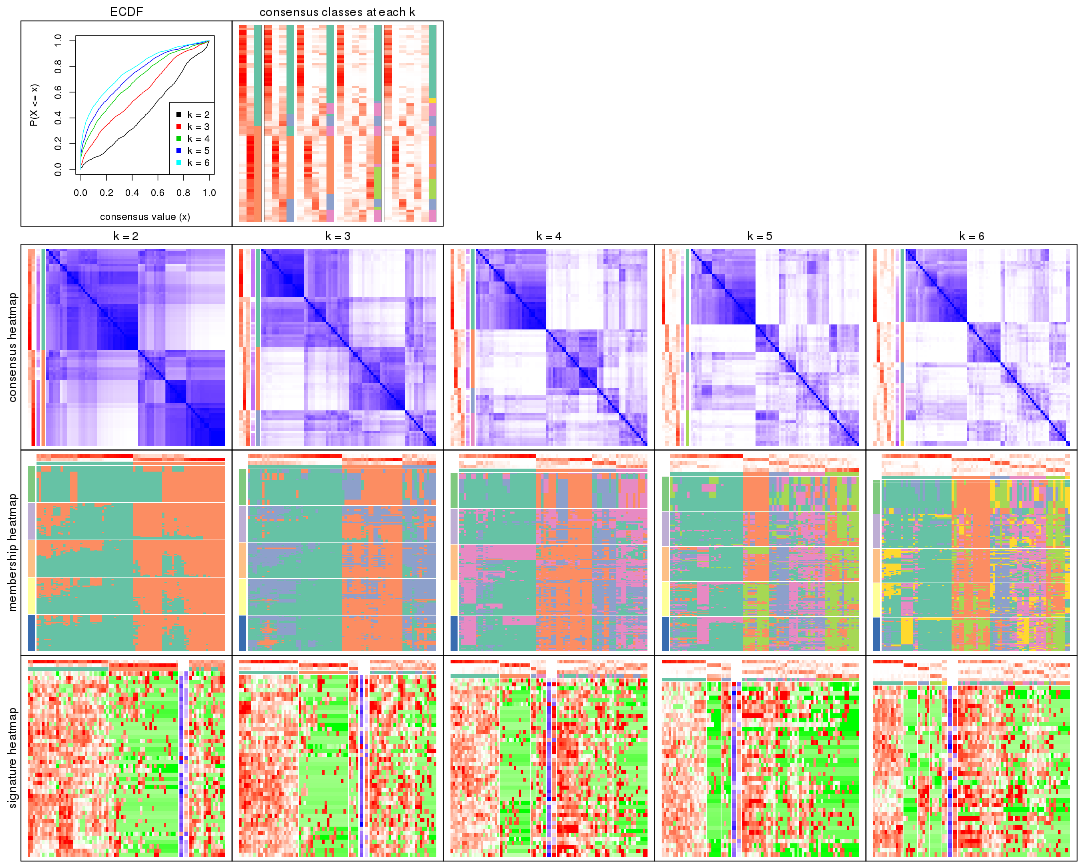 ECDF
consensus classes at each k
P(X <= x)
0.0 0.2 0.4 0.6 0.8 1.0
k = 2
k = 3
k = 4
k = 5
k = 6
0.0 0.2 0.4 0.6 0.8 1.0
consensus value (x)
k = 2
k = 3
k = 4
k = 5
k = 6
consensus heatmap
membership heatmap
signature heatmap